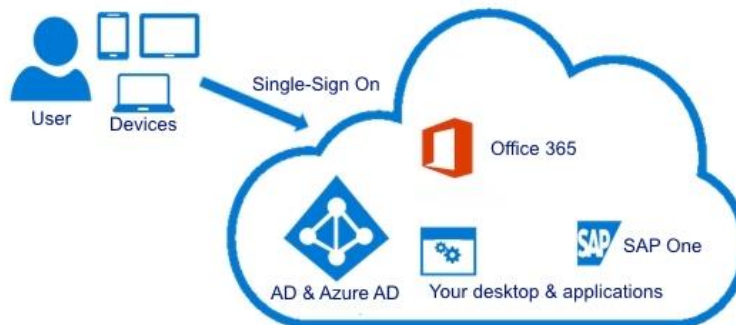 Single-Sign On
User
Devices
Office 365
SAP
SAP One
AD & Azure AD
Your desktop & applications